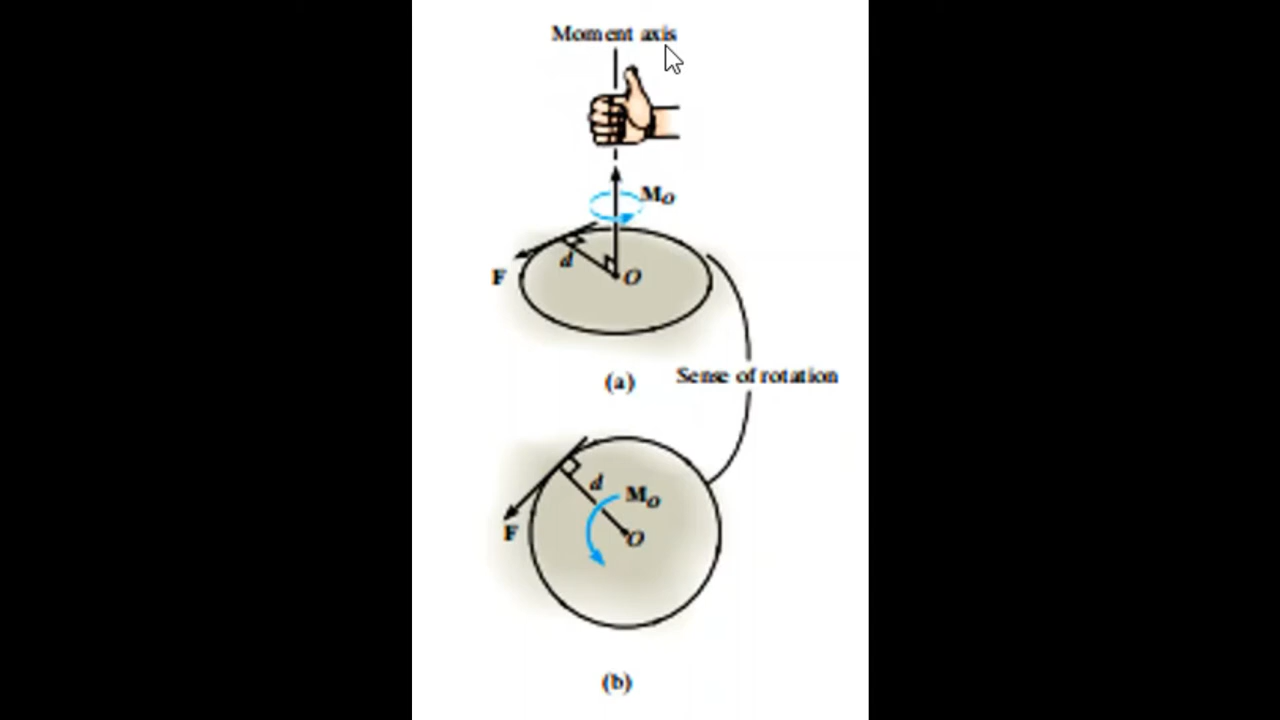 Moment axis
M_O
d
F
O
(a)
Sense of rotation
d
M_O
F
O
(b)